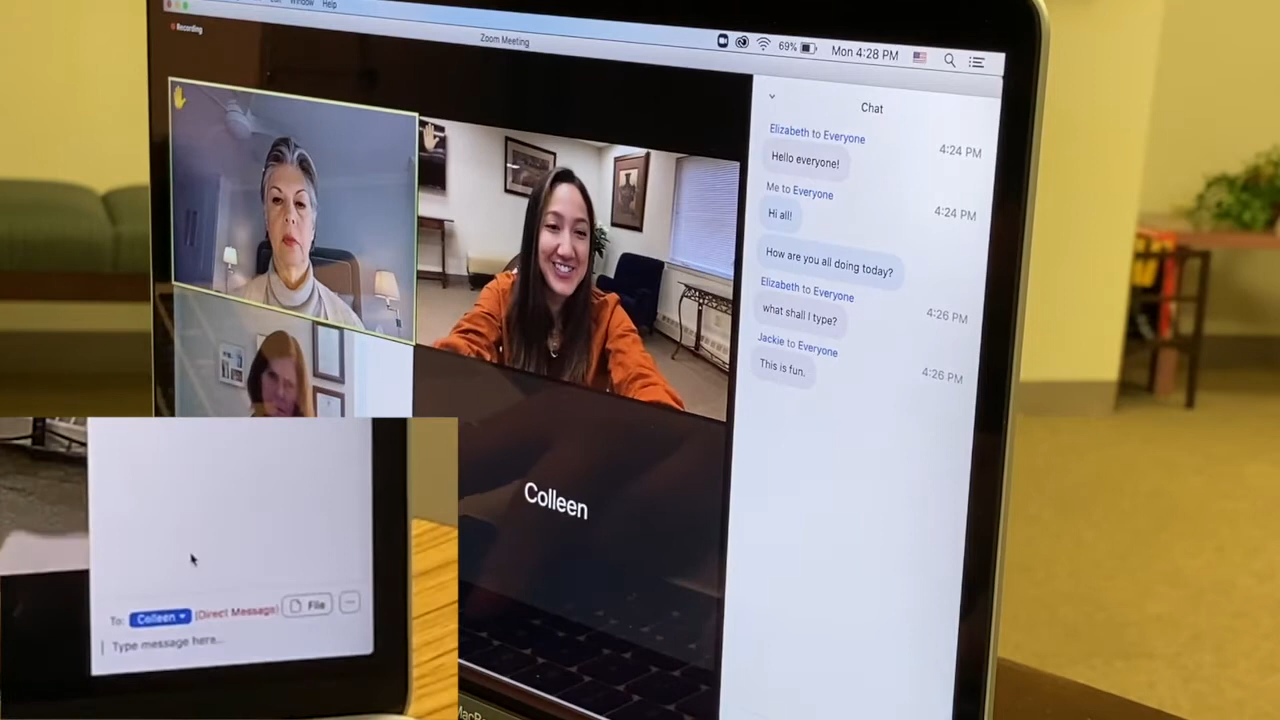 Window Help
Recording
Zoom Meeting
69%
Mon 4:28 PM
Chat
Elizabeth to Everyone
4:24 PM
Hello everyone!
Me to Everyone
4:24 PM
Hi all!
How are you all doing today?
Elizabeth to Everyone
4:26 PM
what shall I type?
Jackie to Everyone
4:26 PM
This is fun.
Colleen
To: Colleen (Direct Message) File
Type message here...